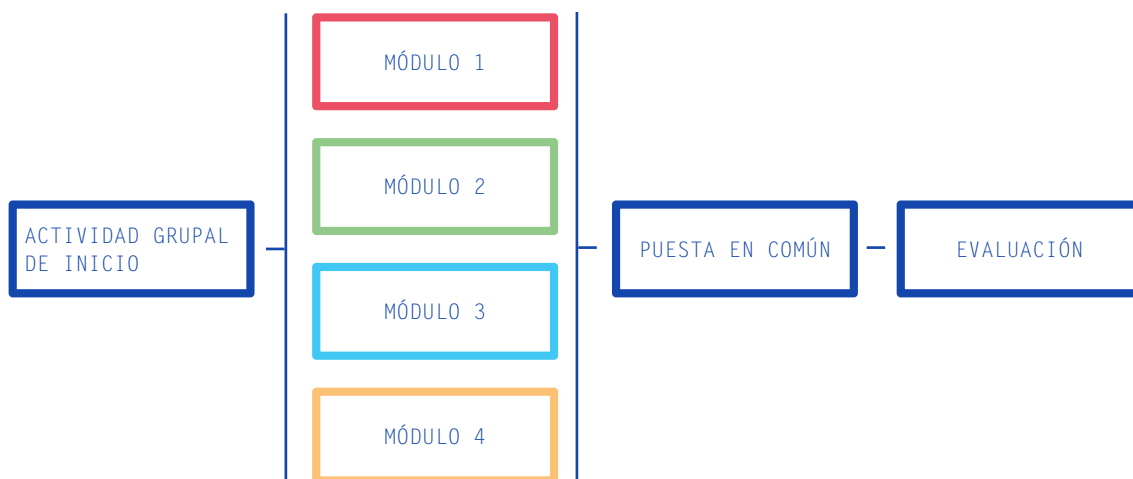 ACTIVIDAD GRUPAL
DE INICIO
MÓDULO 1
MÓDULO 2
MÓDULO 3
MÓDULO 4
PUESTA EN COMÚN
EVALUACIÓN